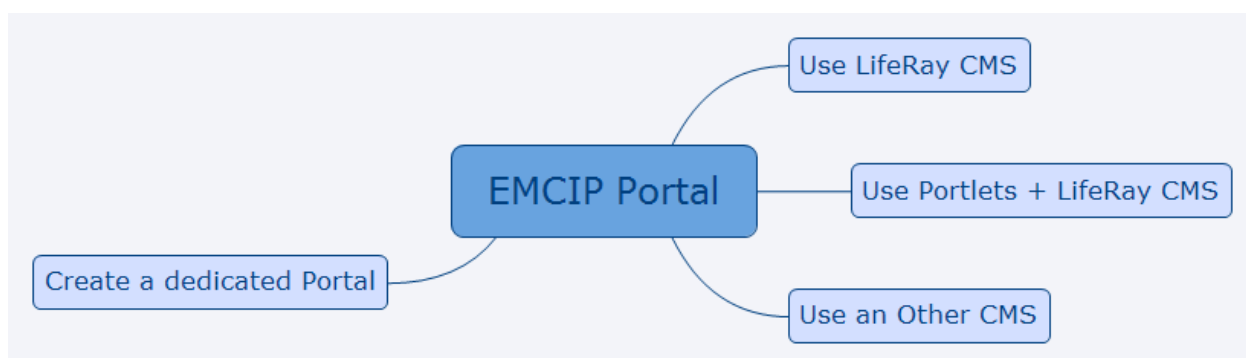 Use LifeRay CMS
EMCIP Portal
Use Portlets + LifeRay CMS
Create a dedicated Portal
Use an Other CMS